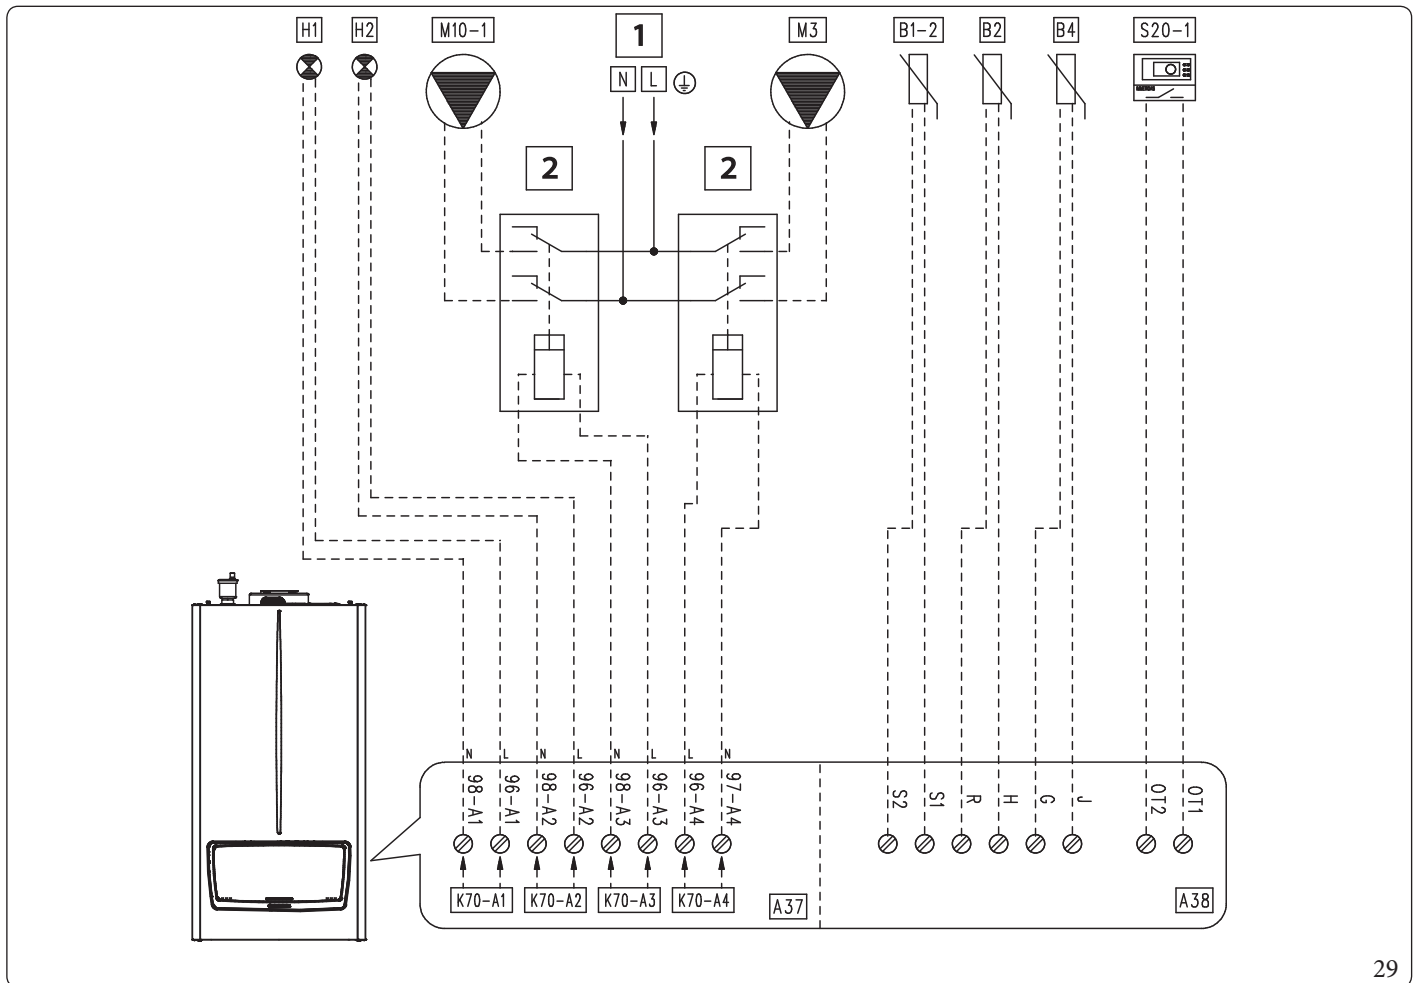 H1 H2 M10-1 1 M3 B1-2 B2 B4 S20-1
N L
2 2
N L N L N L L N
98-A1 96-A1 98-A2 96-A2 98-A3 96-A3 96-A4 97-A4 S2 S1 R H G J OT2 OT1
K70-A1 K70-A2 K70-A3 K70-A4 A37 A38
29